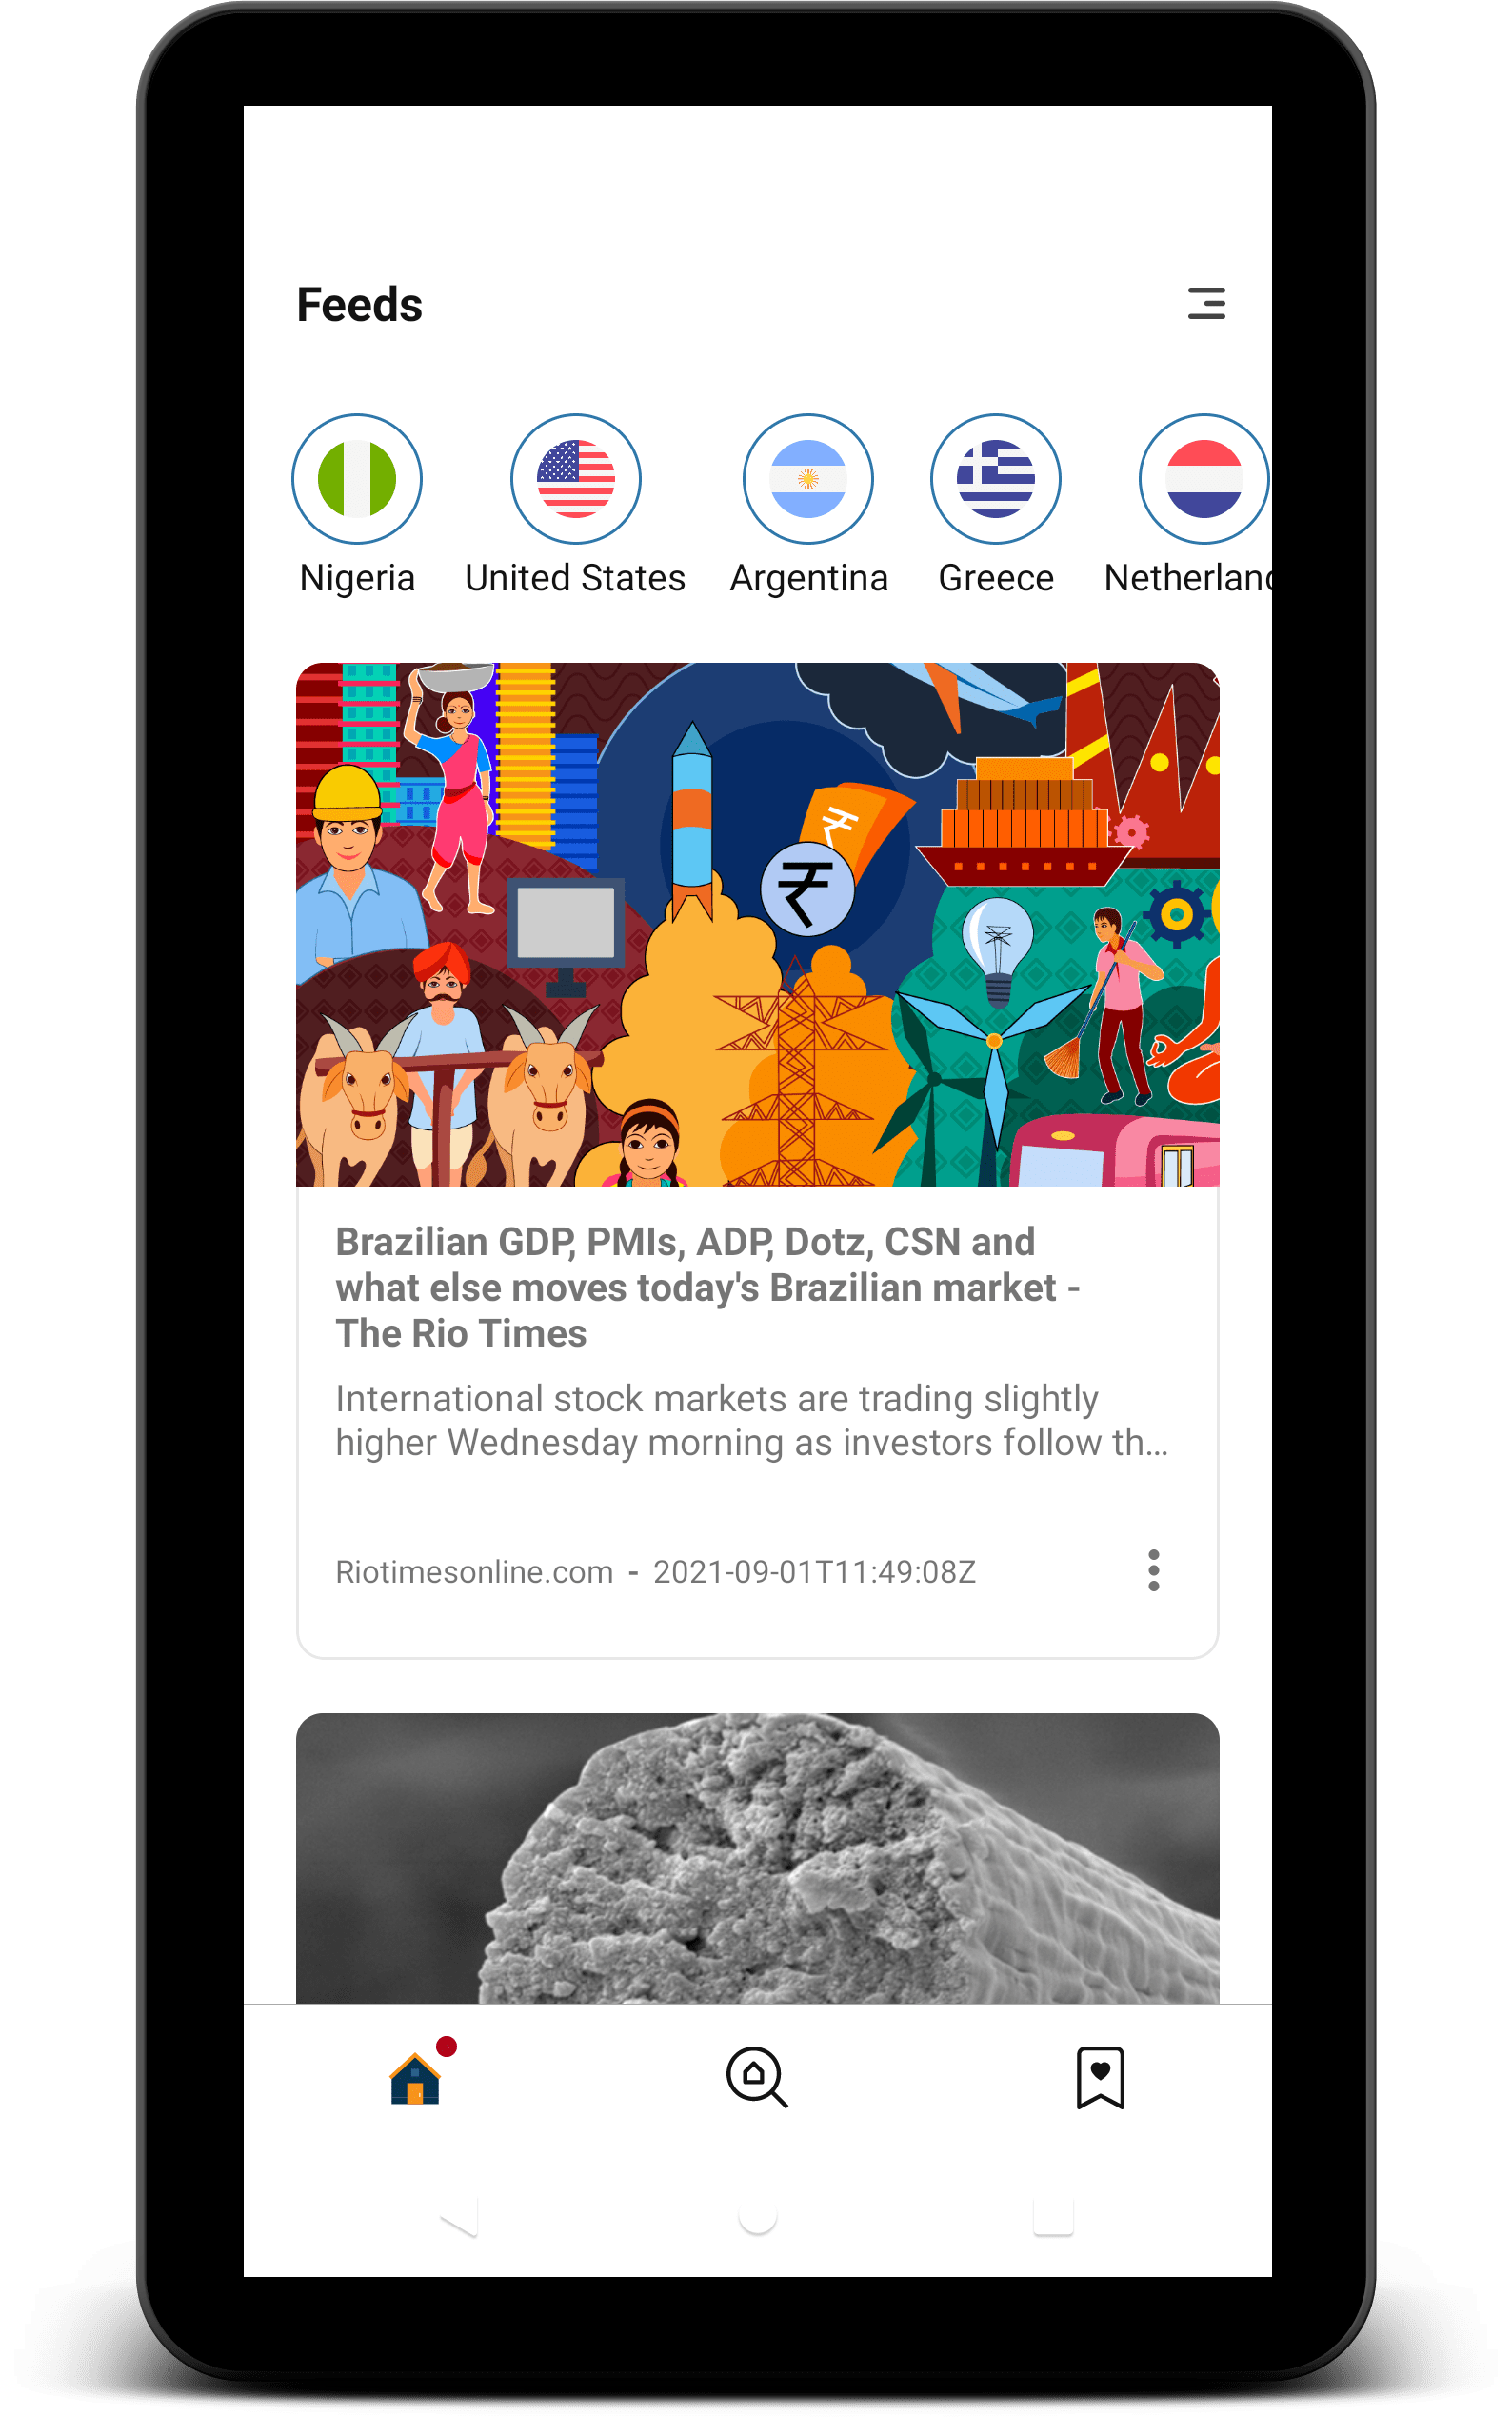 Feeds
Nigeria
United States
Argentina
Greece
Netherland
₹
₹
Brazilian GDP, PMIs, ADP, Dotz, CSN and
what else moves today's Brazilian market -
The Rio Times
International stock markets are trading slightly
higher Wednesday morning as investors follow th...
Riotimesonline.com - 2021-09-01T11:49:08Z